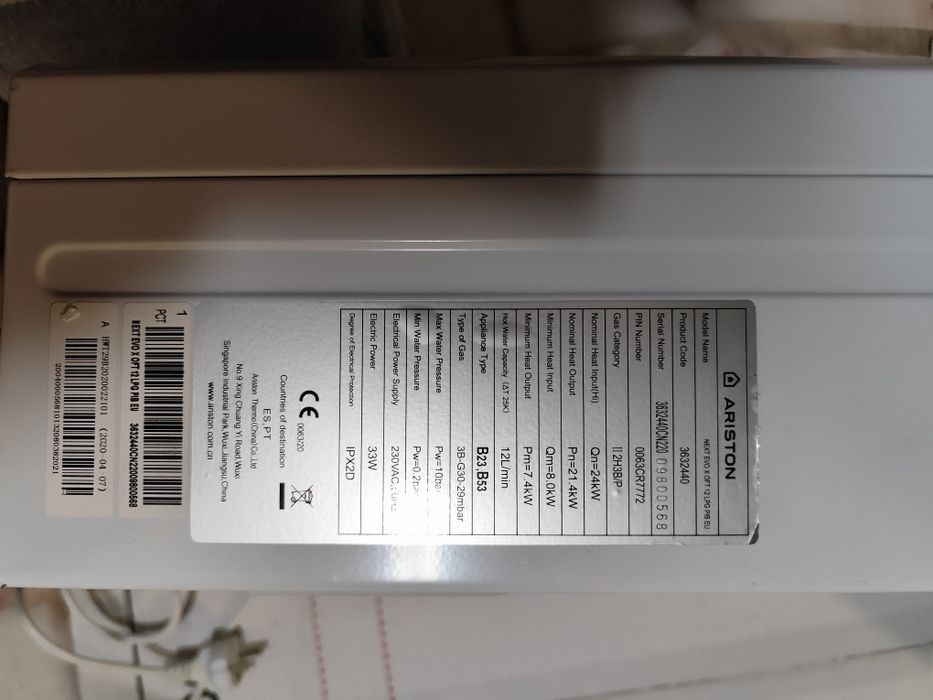 ARISTON
Model Name NEXT EVO X OFT 12 LPG PIB EU
Product Code 3632440
Serial Number 3632440CN220 09800568
PIN Number 0063CR7772
Gas Category II2H3B/P
Nominal Heat Input(Hi) Qn=24kW
Nominal Heat Output Pn=21.4kW
Minimum Heat Input Qm=8.0kW
Minimum Heat Output Pm=7.4kW
Hot Water Capacity (ΔT 25K) 12L/min
Appliance Type B23,B53
Type of Gas 3B-G30-29mbar
Max Water Pressure Pw=10bar
Min Water Pressure
Electrical Power Supply 230VAC,
Electric Power 33W
Degree of Electrical Protection IPX2D
CE 0063/20
Countries of destination
ES,PT
Ariston Thermo(China)Co.,Ltd
No.9 Xing Chuang Yi Road,Wuxi
Singapore Industrial Park,Wuxi,Jiangsu,China
www.ariston.com.cn
1
PCT
NEXT EVO X OFT 12 LPG PIB EU 3632440CN22009800568
A HWT29B2020022101 (2020-04-07)